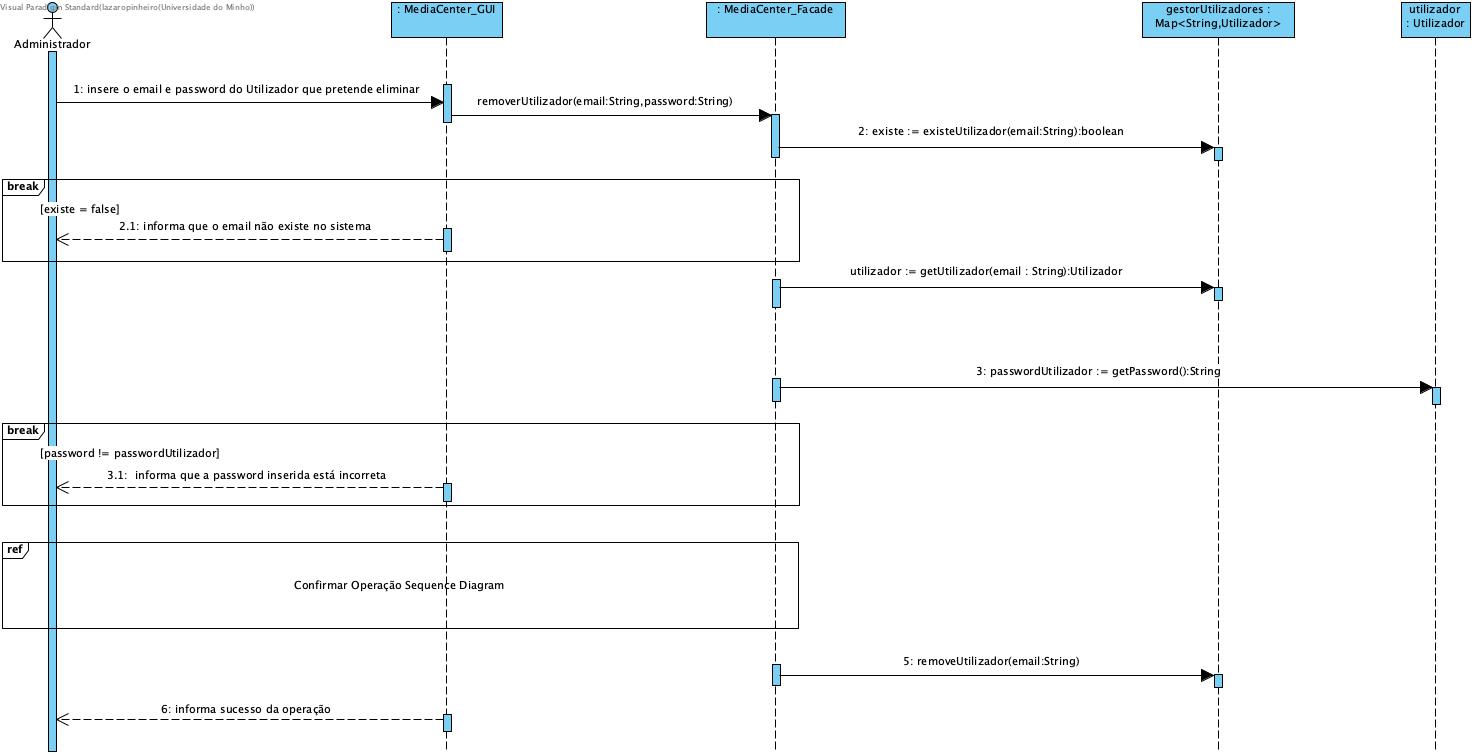 Visual Paradigm Standard(lazaropinheiro(Universidade do Minho))
Administrador
: MediaCenter_GUI
: MediaCenter_Facade
gestorUtilizadores :
Map<String,Utilizador>
utilizador
: Utilizador
1: insere o email e password do Utilizador que pretende eliminar
removerUtilizador(email:String,password:String)
2: existe := existeUtilizador(email:String):boolean
break
[existe = false]
2.1: informa que o email não existe no sistema
utilizador := getUtilizador(email : String):Utilizador
3: passwordUtilizador := getPassword():String
break
[password != passwordUtilizador]
3.1: informa que a password inserida está incorreta
ref
Confirmar Operação Sequence Diagram
5: removeUtilizador(email:String)
6: informa sucesso da operação